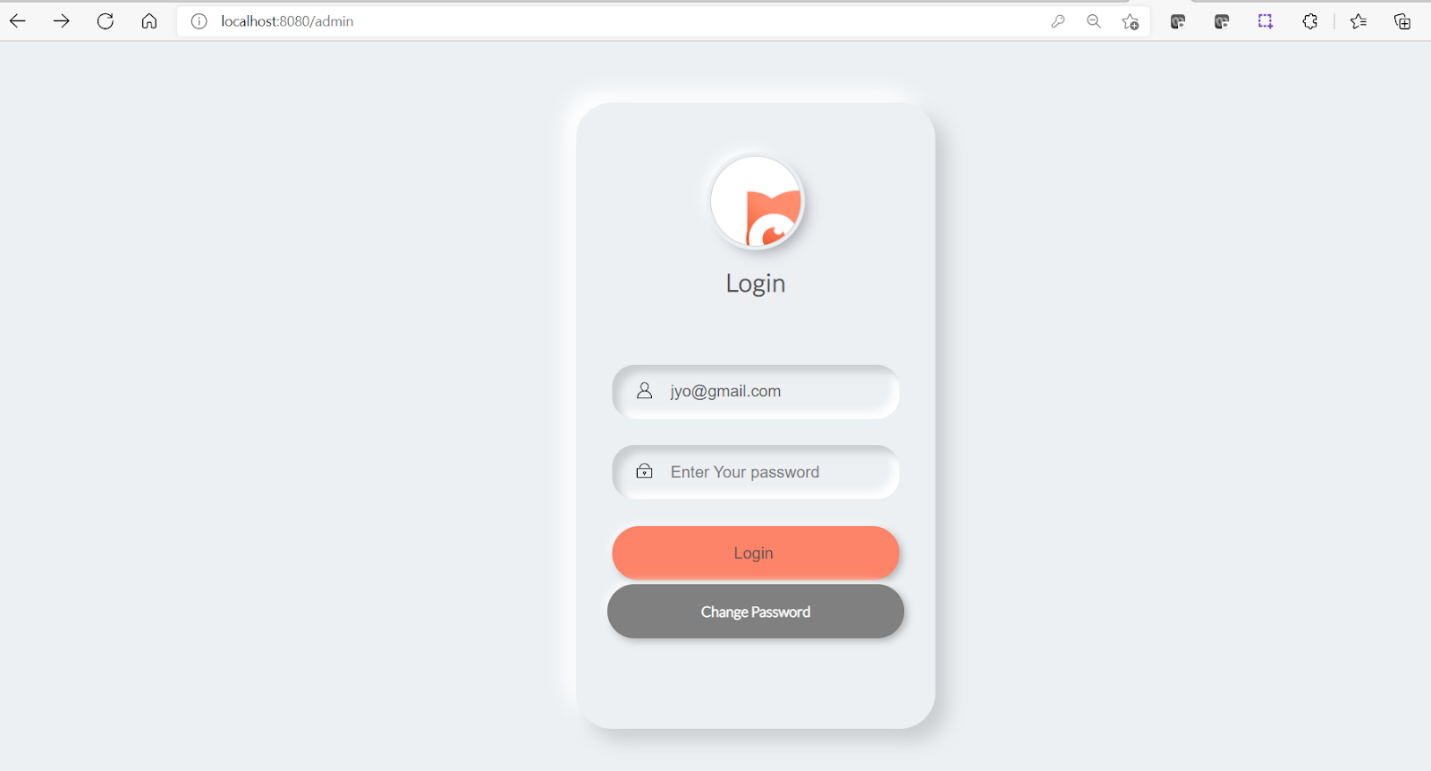 localhost:8080/admin
Login
jyo@gmail.com
Enter Your password
Login
Change Password